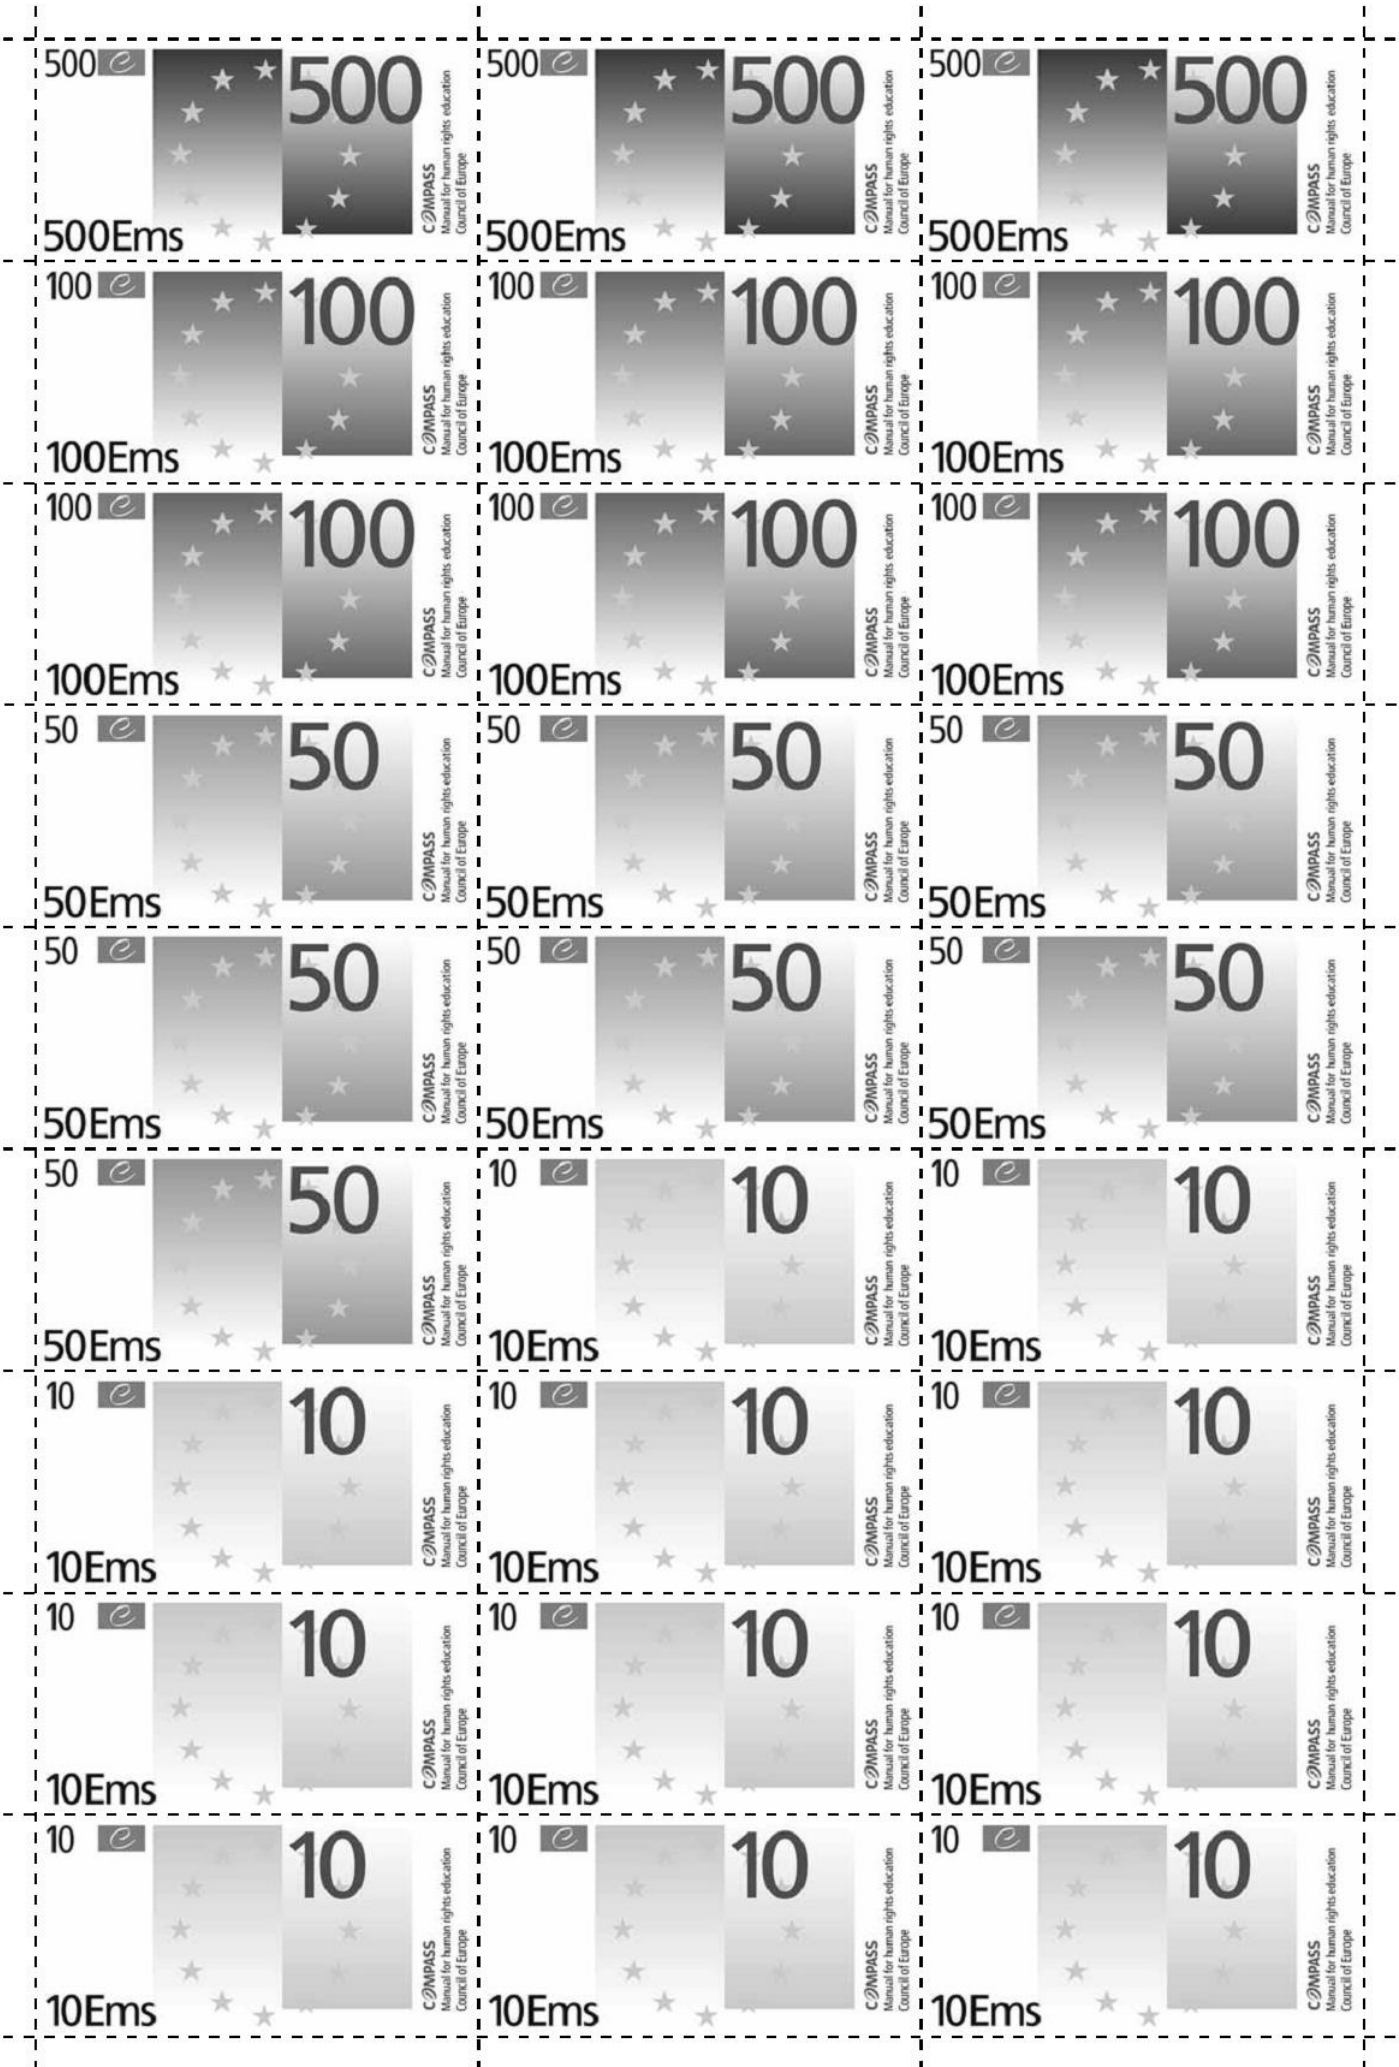 500 500
COMPASS
Manual for human rights education
Council of Europe
500Ems
500 500
COMPASS
Manual for human rights education
Council of Europe
500Ems
500 500
COMPASS
Manual for human rights education
Council of Europe
500Ems
100 100
COMPASS
Manual for human rights education
Council of Europe
100Ems
100 100
COMPASS
Manual for human rights education
Council of Europe
100Ems
100 100
COMPASS
Manual for human rights education
Council of Europe
100Ems
100 100
COMPASS
Manual for human rights education
Council of Europe
100Ems
100 100
COMPASS
Manual for human rights education
Council of Europe
100Ems
100 100
COMPASS
Manual for human rights education
Council of Europe
100Ems
50 50
COMPASS
Manual for human rights education
Council of Europe
50Ems
50 50
COMPASS
Manual for human rights education
Council of Europe
50Ems
50 50
COMPASS
Manual for human rights education
Council of Europe
50Ems
50 50
COMPASS
Manual for human rights education
Council of Europe
50Ems
50 50
COMPASS
Manual for human rights education
Council of Europe
50Ems
50 50
COMPASS
Manual for human rights education
Council of Europe
50Ems
50 50
COMPASS
Manual for human rights education
Council of Europe
50Ems
10 10
COMPASS
Manual for human rights education
Council of Europe
10Ems
10 10
COMPASS
Manual for human rights education
Council of Europe
10Ems
10 10
COMPASS
Manual for human rights education
Council of Europe
10Ems
10 10
COMPASS
Manual for human rights education
Council of Europe
10Ems
10 10
COMPASS
Manual for human rights education
Council of Europe
10Ems
10 10
COMPASS
Manual for human rights education
Council of Europe
10Ems
10 10
COMPASS
Manual for human rights education
Council of Europe
10Ems
10 10
COMPASS
Manual for human rights education
Council of Europe
10Ems
10 10
COMPASS
Manual for human rights education
Council of Europe
10Ems
10 10
COMPASS
Manual for human rights education
Council of Europe
10Ems
10 10
COMPASS
Manual for human rights education
Council of Europe
10Ems